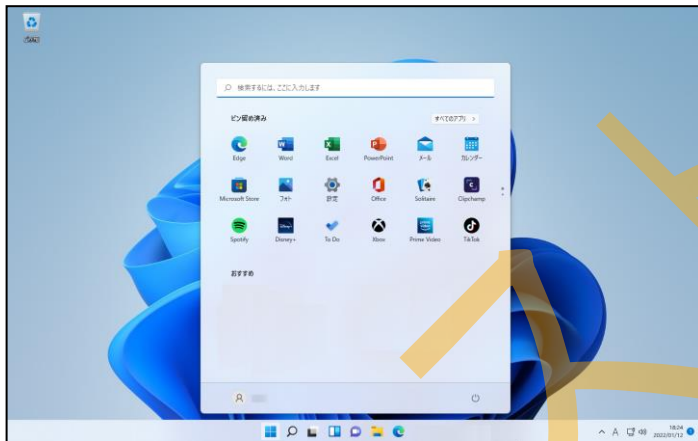 ごみ箱
検索するには、ここに入力します
ピン留め済み
すべてのアプリ >
Edge Word Excel PowerPoint メール カレンダー
Microsoft Store フォト 設定 Office Solitaire Clipchamp
Spotify Disney+ To Do Xbox Prime Video TikTok
おすすめ
A 18:24
2022/01/12